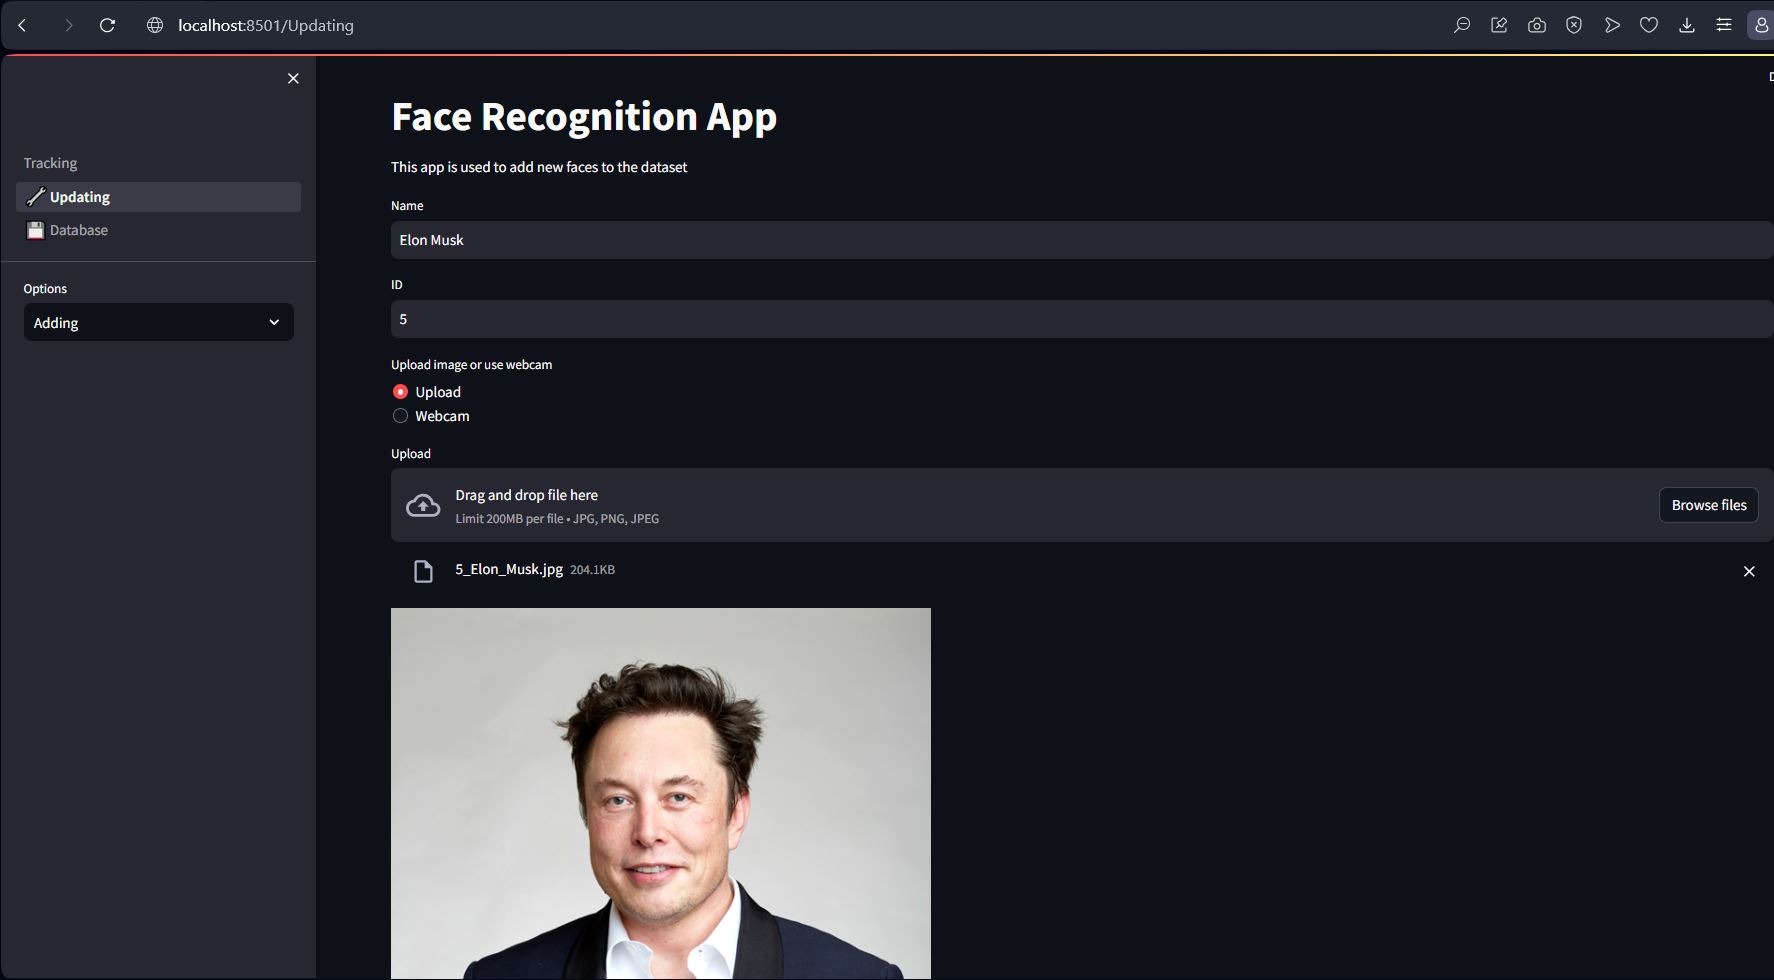 localhost:8501/Updating
Tracking
Updating
Database
Options
Adding
Face Recognition App
This app is used to add new faces to the dataset
Name
Elon Musk
ID
5
Upload image or use webcam
Upload
Webcam
Upload
Drag and drop file here
Limit 200MB per file • JPG, PNG, JPEG
Browse files
5_Elon_Musk.jpg 204.1KB